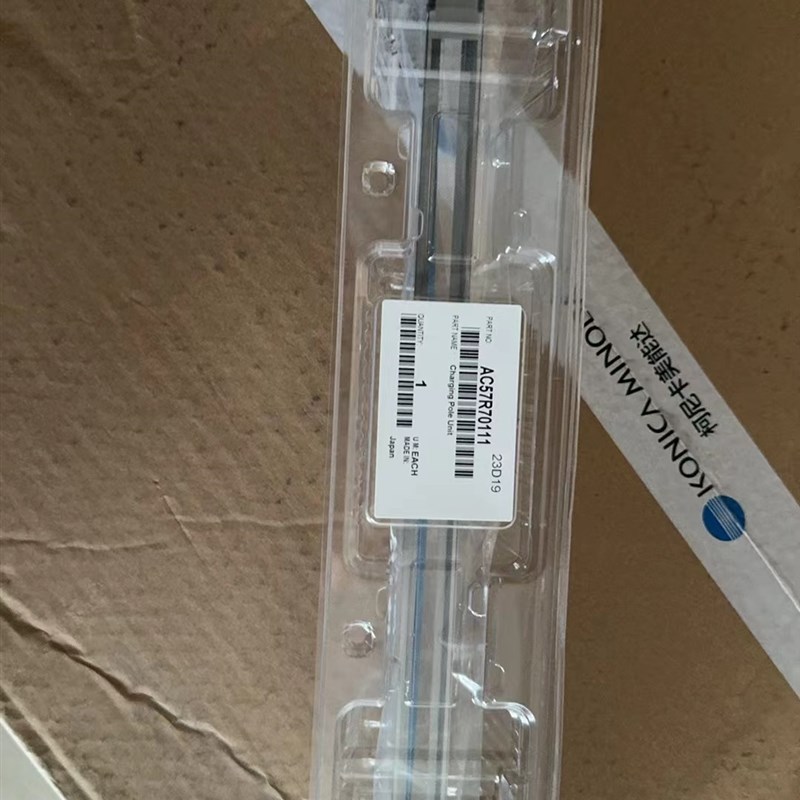 PART NO.
AC57R70111
23D19
PART NAME
Charging Pole Unit
QUANTITY
1
U/M: EACH
MADE IN:
Japan
KONICA MINOL
柯尼卡美能达